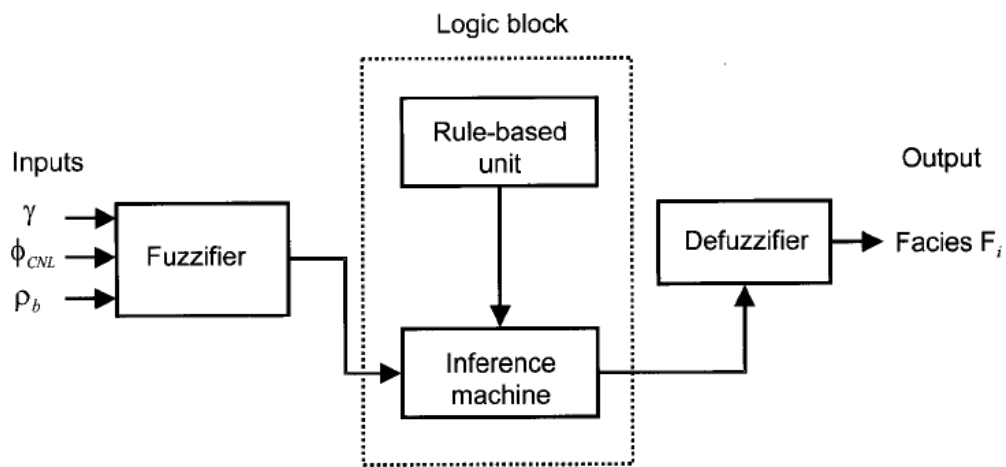 Logic block
Rule-based
unit
Inputs
Output
γ
Fuzzifier
Defuzzifier
Facies F_i
ϕ_CNL
ρ_b
Inference
machine